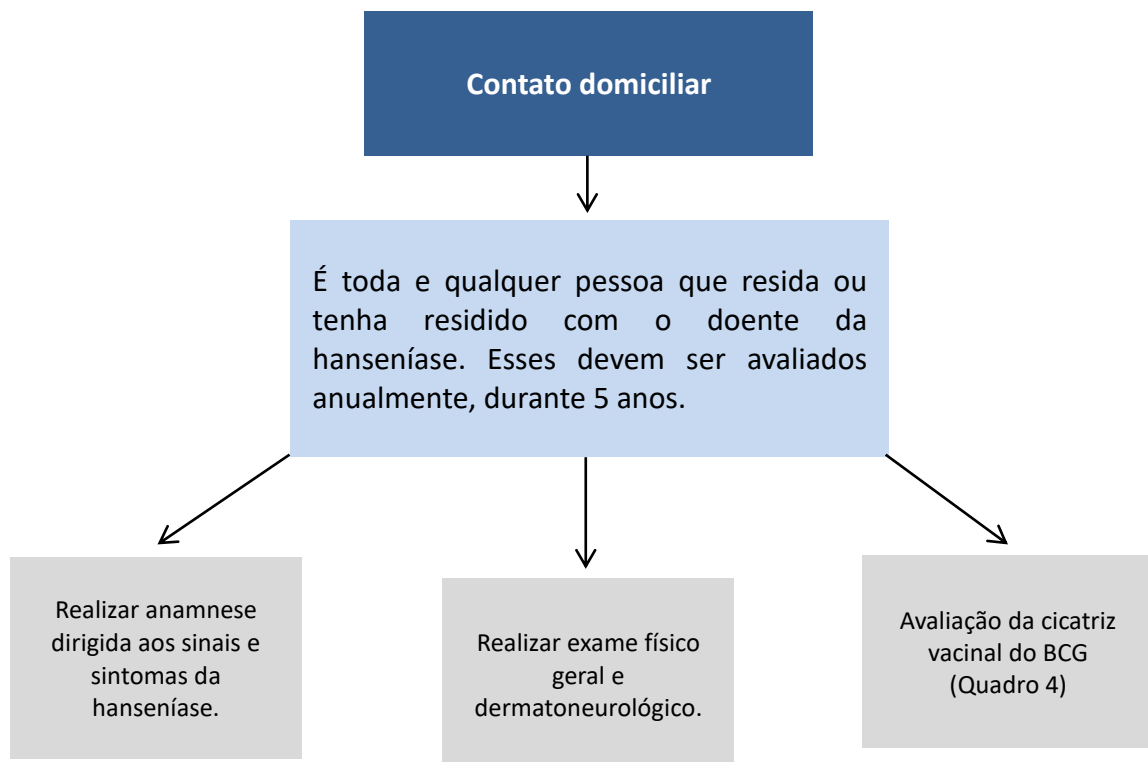 Contato domiciliar
É toda e qualquer pessoa que resida ou
tenha residido com o doente da
hanseníase. Esses devem ser avaliados
anualmente, durante 5 anos.
Realizar anamnese
dirigida aos sinais e
sintomas da
hanseníase.
Realizar exame físico
geral e
dermatoneurológico.
Avaliação da cicatriz
vacinal do BCG
(Quadro 4)